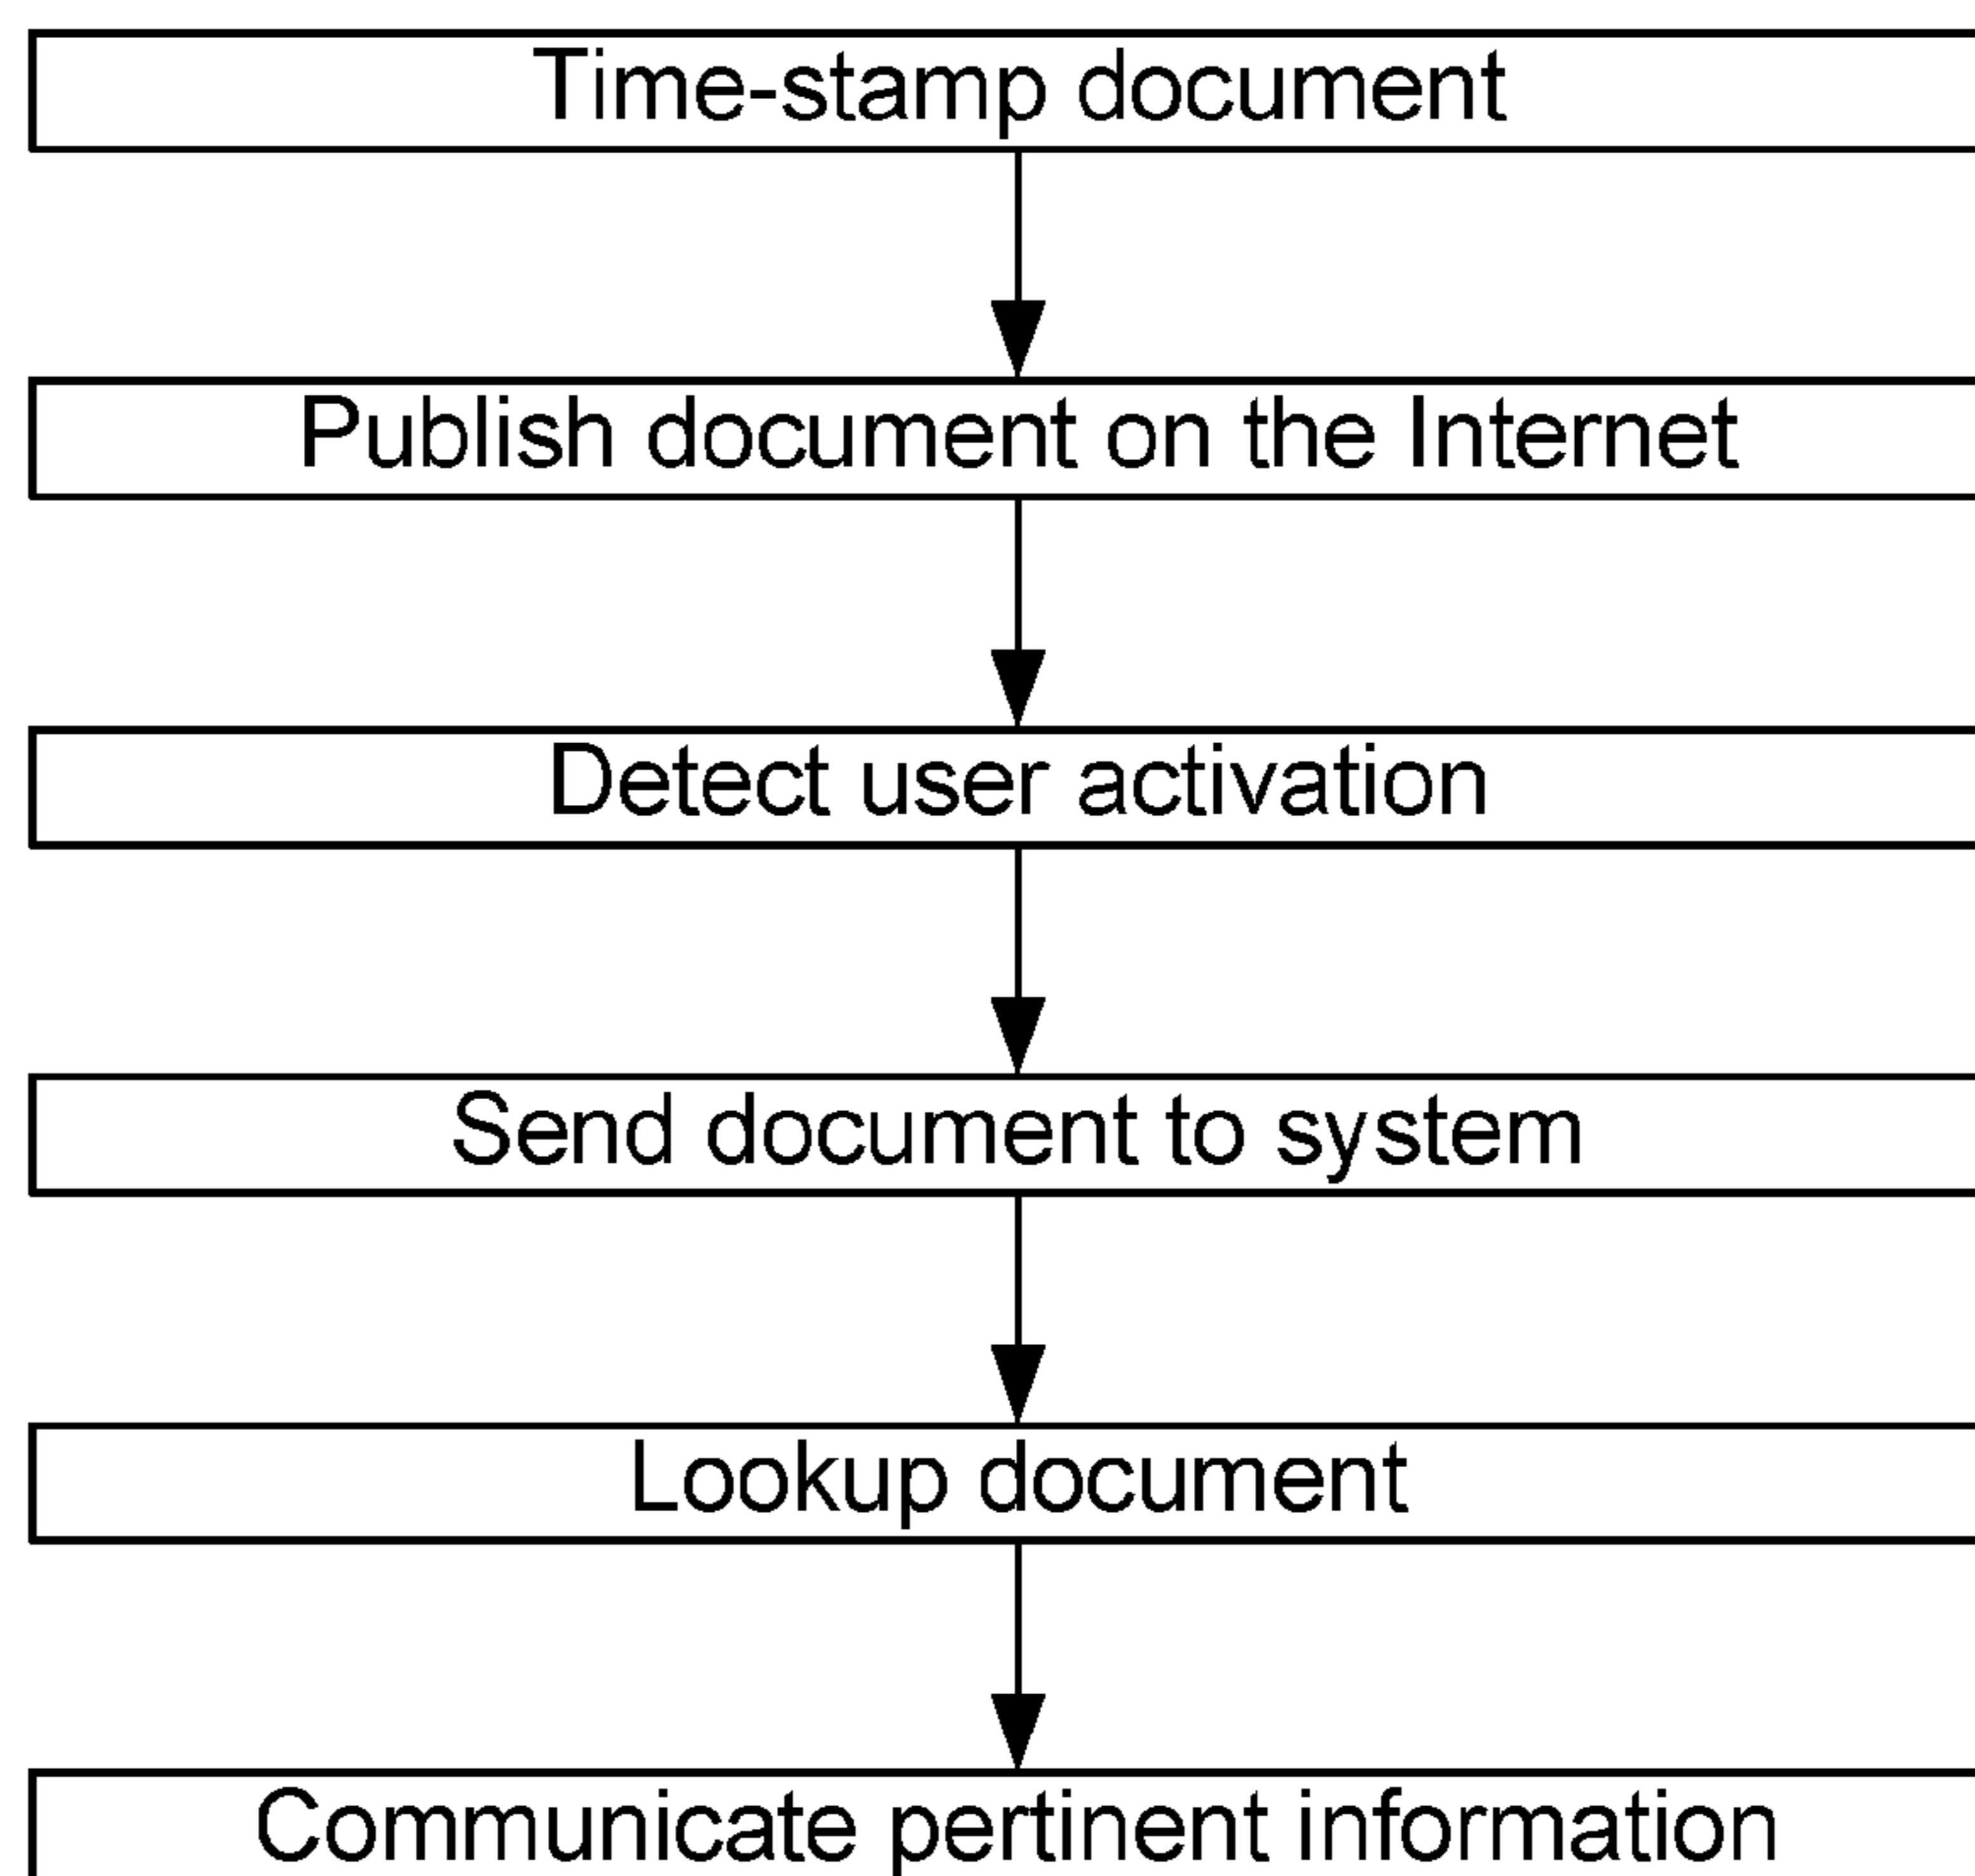 Time-stamp document
Publish document on the Internet
Detect user activation
Send document to system
Lookup document
Communicate pertinent information